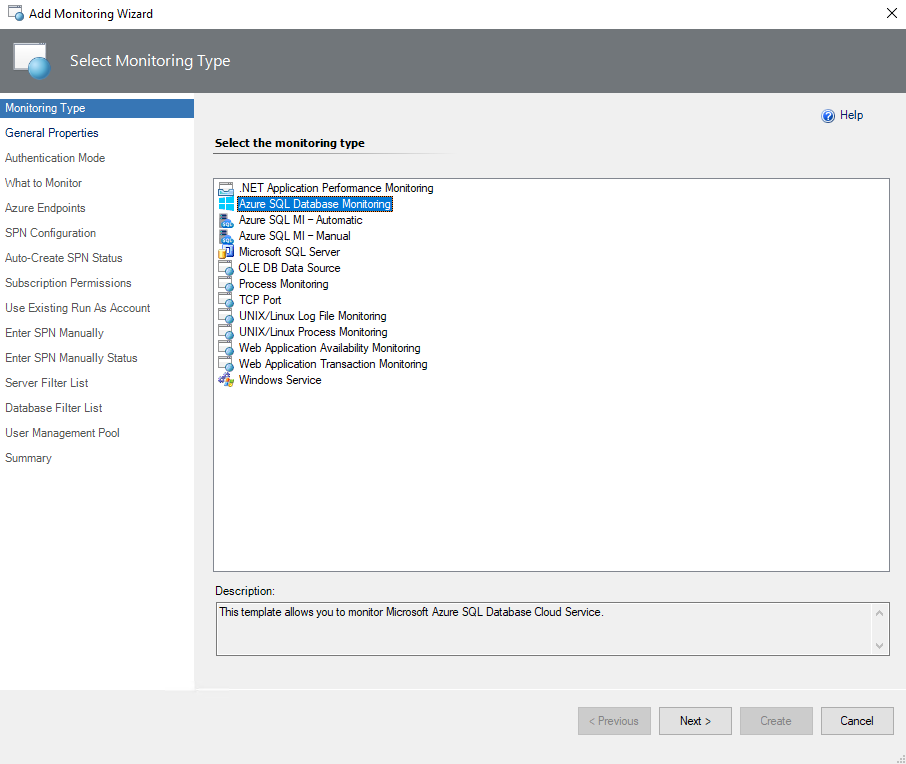 Add Monitoring Wizard
Select Monitoring Type
Monitoring Type
General Properties
Authentication Mode
What to Monitor
Azure Endpoints
SPN Configuration
Auto-Create SPN Status
Subscription Permissions
Use Existing Run As Account
Enter SPN Manually
Enter SPN Manually Status
Server Filter List
Database Filter List
User Management Pool
Summary
Help
Select the monitoring type
.NET Application Performance Monitoring
Azure SQL Database Monitoring
Azure SQL MI – Automatic
Azure SQL MI – Manual
Microsoft SQL Server
OLE DB Data Source
Process Monitoring
TCP Port
UNIX/Linux Log File Monitoring
UNIX/Linux Process Monitoring
Web Application Availability Monitoring
Web Application Transaction Monitoring
Windows Service
Description:
This template allows you to monitor Microsoft Azure SQL Database Cloud Service.
< Previous
Next >
Create
Cancel